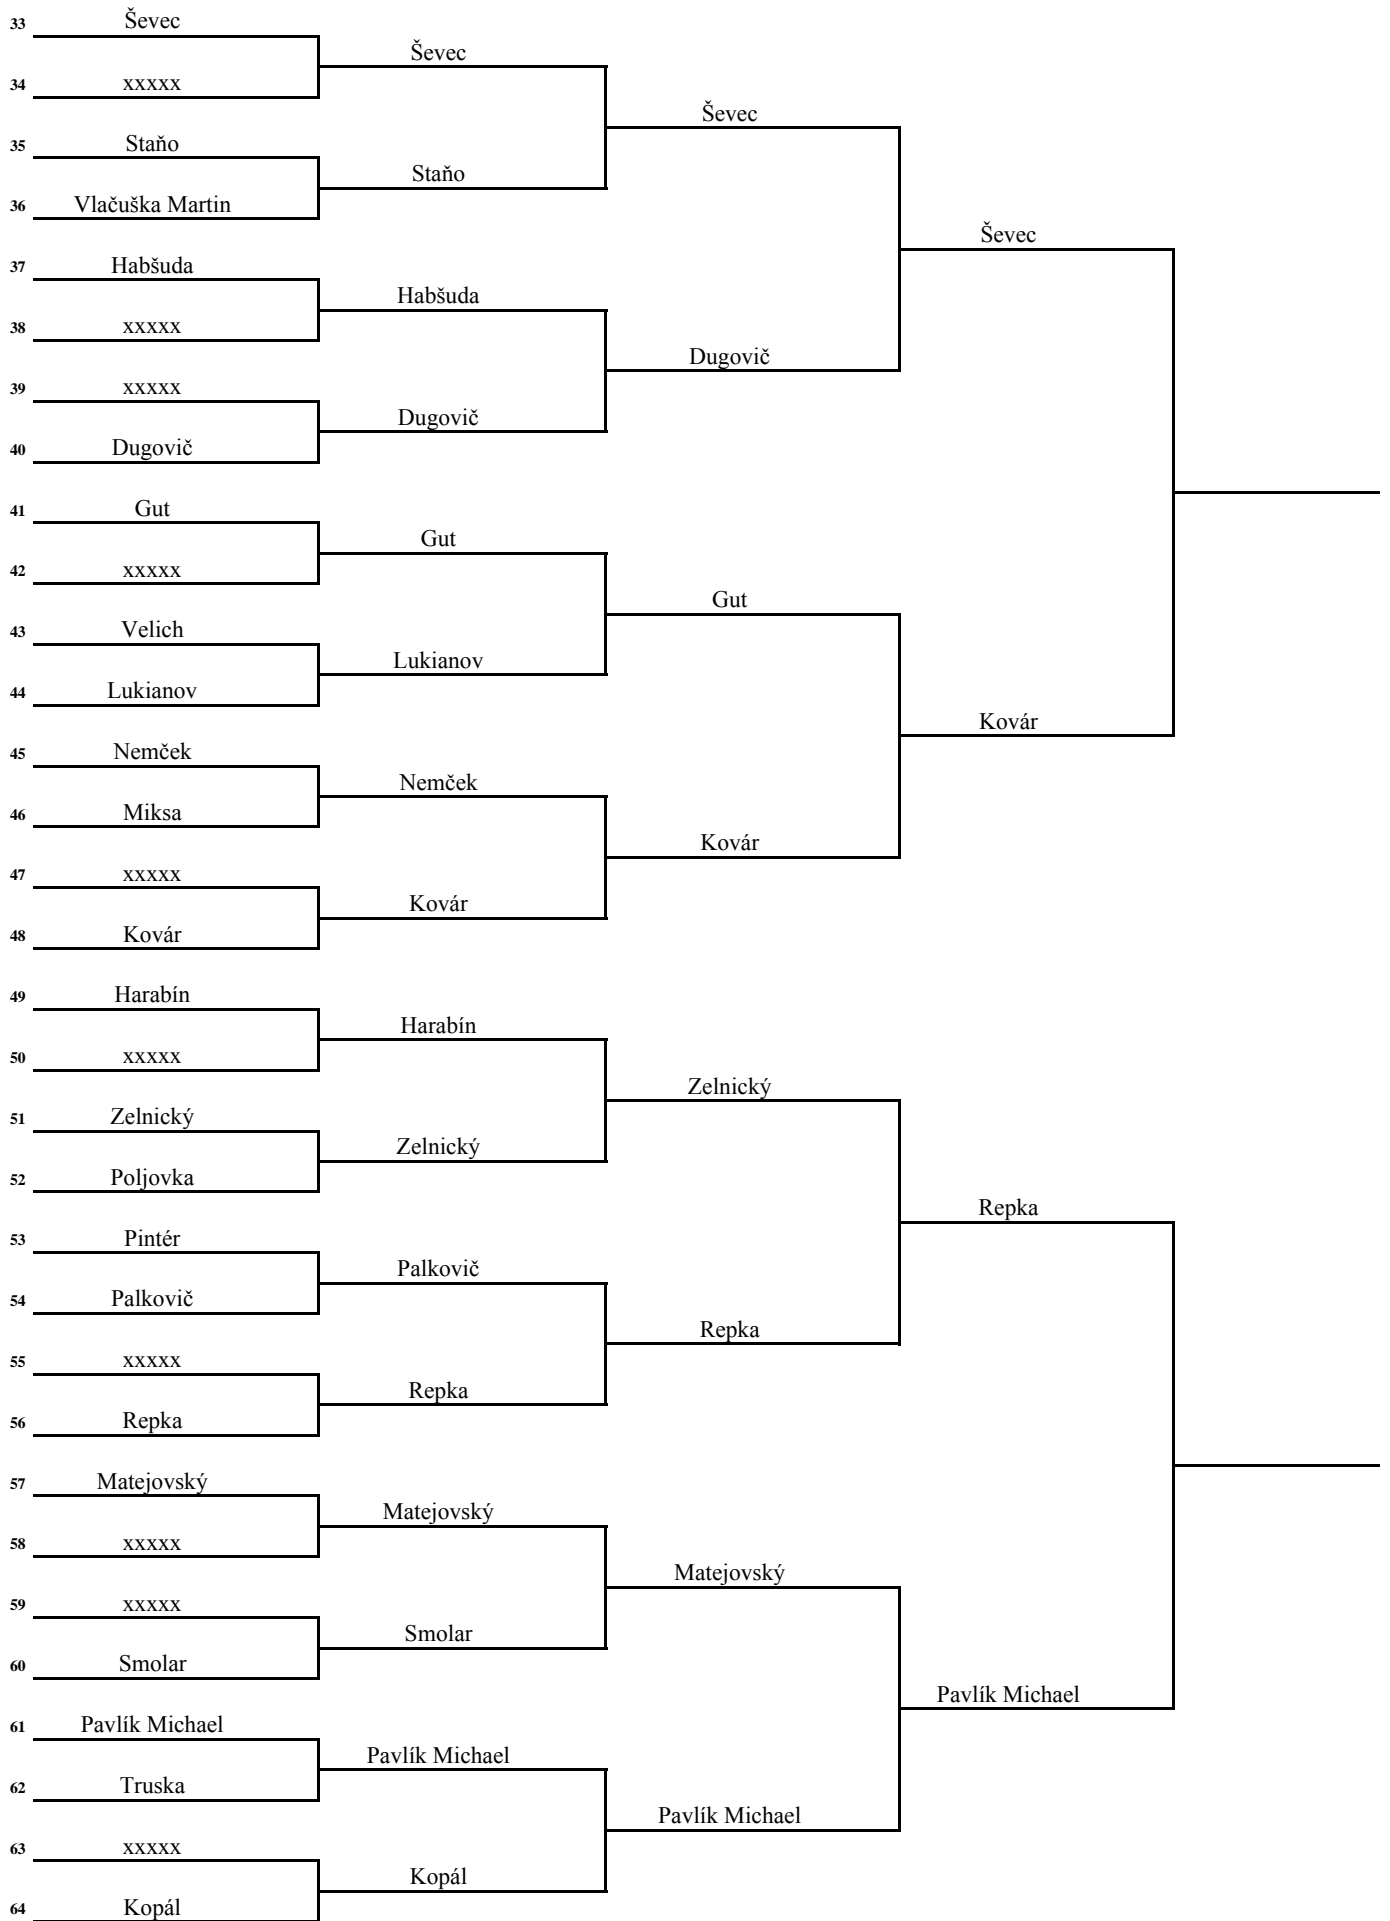 33 Ševec
Ševec
34 xxxxx
Ševec
35 Staňo
Staňo
36 Vlačuška Martin
Ševec
37 Habšuda
Habšuda
38 xxxxx
Dugovič
39 xxxxx
Dugovič
40 Dugovič
41 Gut
Gut
42 xxxxx
Gut
43 Velich
Lukianov
44 Lukianov
Kovár
45 Nemček
Nemček
46 Miksa
Kovár
47 xxxxx
Kovár
48 Kovár
49 Harabín
Harabín
50 xxxxx
Zelnický
51 Zelnický
Zelnický
52 Poljovka
Repka
53 Pintér
Palkovič
54 Palkovič
Repka
55 xxxxx
Repka
56 Repka
57 Matejovský
Matejovský
58 xxxxx
Matejovský
59 xxxxx
Smolar
60 Smolar
Pavlík Michael
61 Pavlík Michael
Pavlík Michael
62 Truska
Pavlík Michael
63 xxxxx
Kopál
64 Kopál